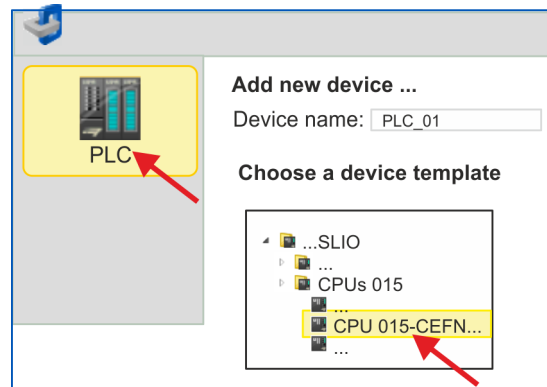 PLC
Add new device ...
Device name: PLC_01
Choose a device template
...SLIO
...
CPUs 015
...
CPU 015-CEFN...
...